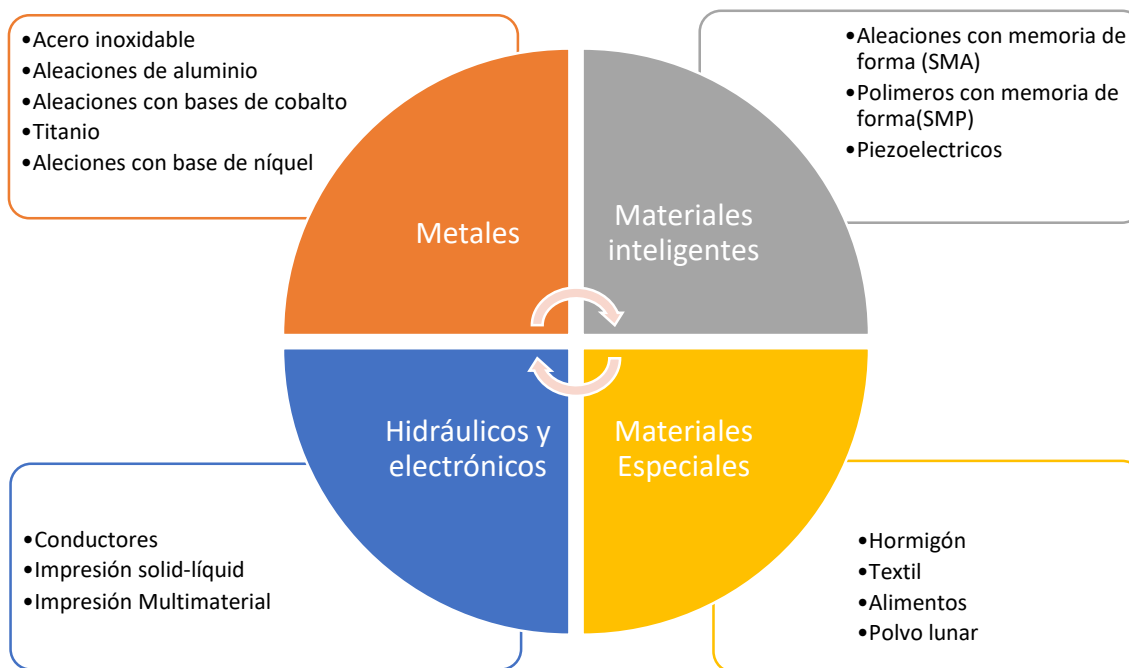 •Acero inoxidable
•Aleaciones de aluminio
•Aleaciones con bases de cobalto
•Titanio
•Aleciones con base de níquel
•Aleaciones con memoria de
forma (SMA)
•Polimeros con memoria de
forma(SMP)
•Piezoelectricos
Metales
Materiales
inteligentes
Hidráulicos y
electrónicos
Materiales
Especiales
•Conductores
•Impresión solid-líquid
•Impresión Multimaterial
•Hormigón
•Textil
•Alimentos
•Polvo lunar